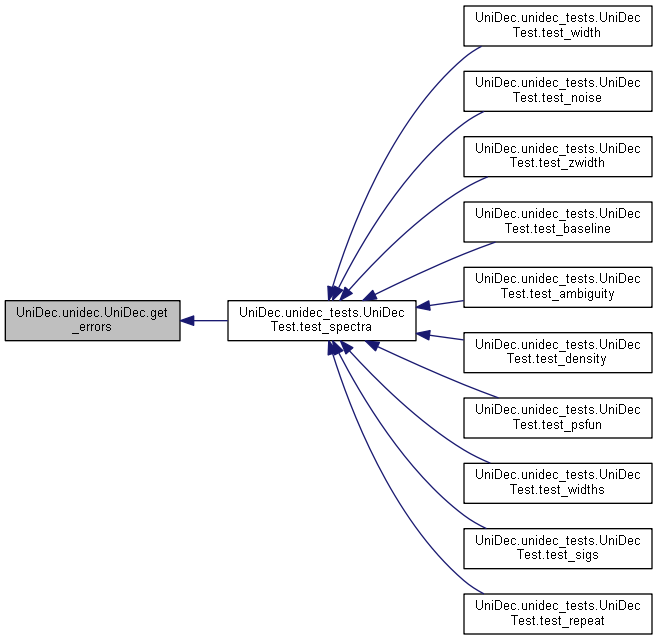 UniDec.unidec.UniDec.get
_errors
UniDec.unidec_tests.UniDec
Test.test_spectra
UniDec.unidec_tests.UniDec
Test.test_width
UniDec.unidec_tests.UniDec
Test.test_noise
UniDec.unidec_tests.UniDec
Test.test_zwidth
UniDec.unidec_tests.UniDec
Test.test_baseline
UniDec.unidec_tests.UniDec
Test.test_ambiguity
UniDec.unidec_tests.UniDec
Test.test_density
UniDec.unidec_tests.UniDec
Test.test_psfun
UniDec.unidec_tests.UniDec
Test.test_widths
UniDec.unidec_tests.UniDec
Test.test_sigs
UniDec.unidec_tests.UniDec
Test.test_repeat